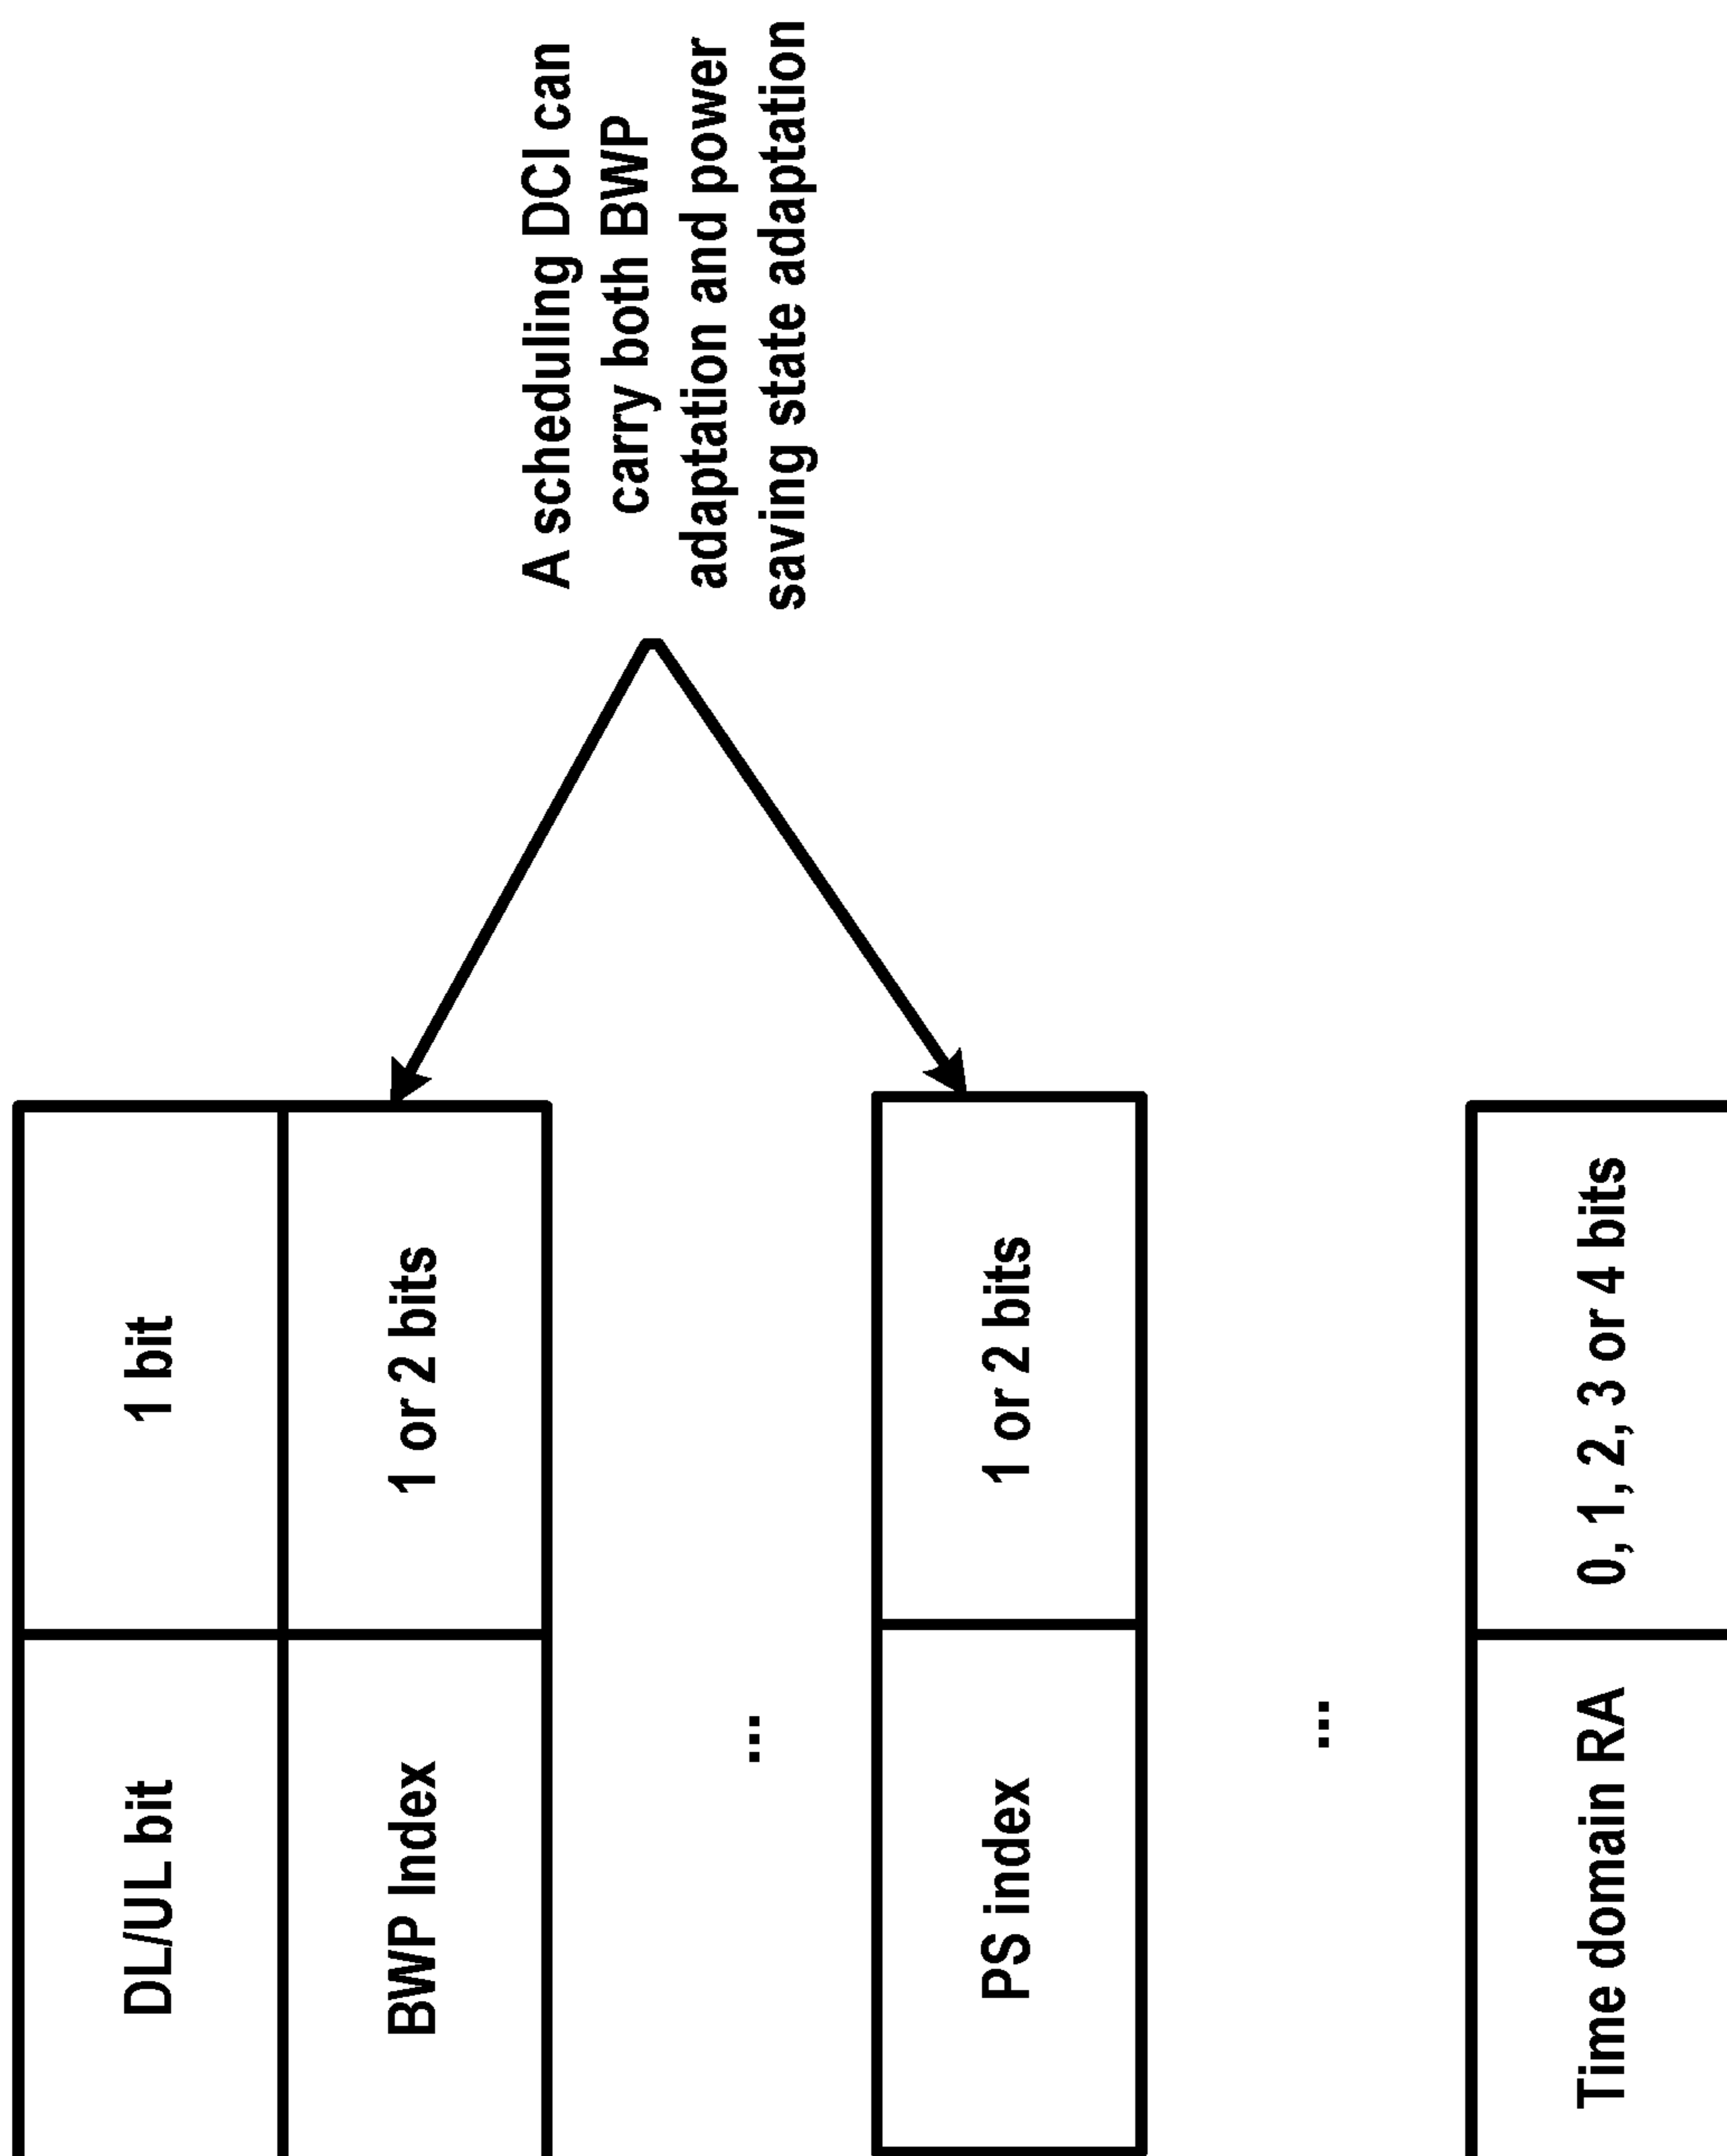 DL/UL bit
1 bit
BWP Index
1 or 2 bits
...
PS index
1 or 2 bits
...
Time domain RA
0, 1, 2, 3 or 4 bits
A scheduling DCI can
carry both BWP
adaptation and power
saving state adaptation